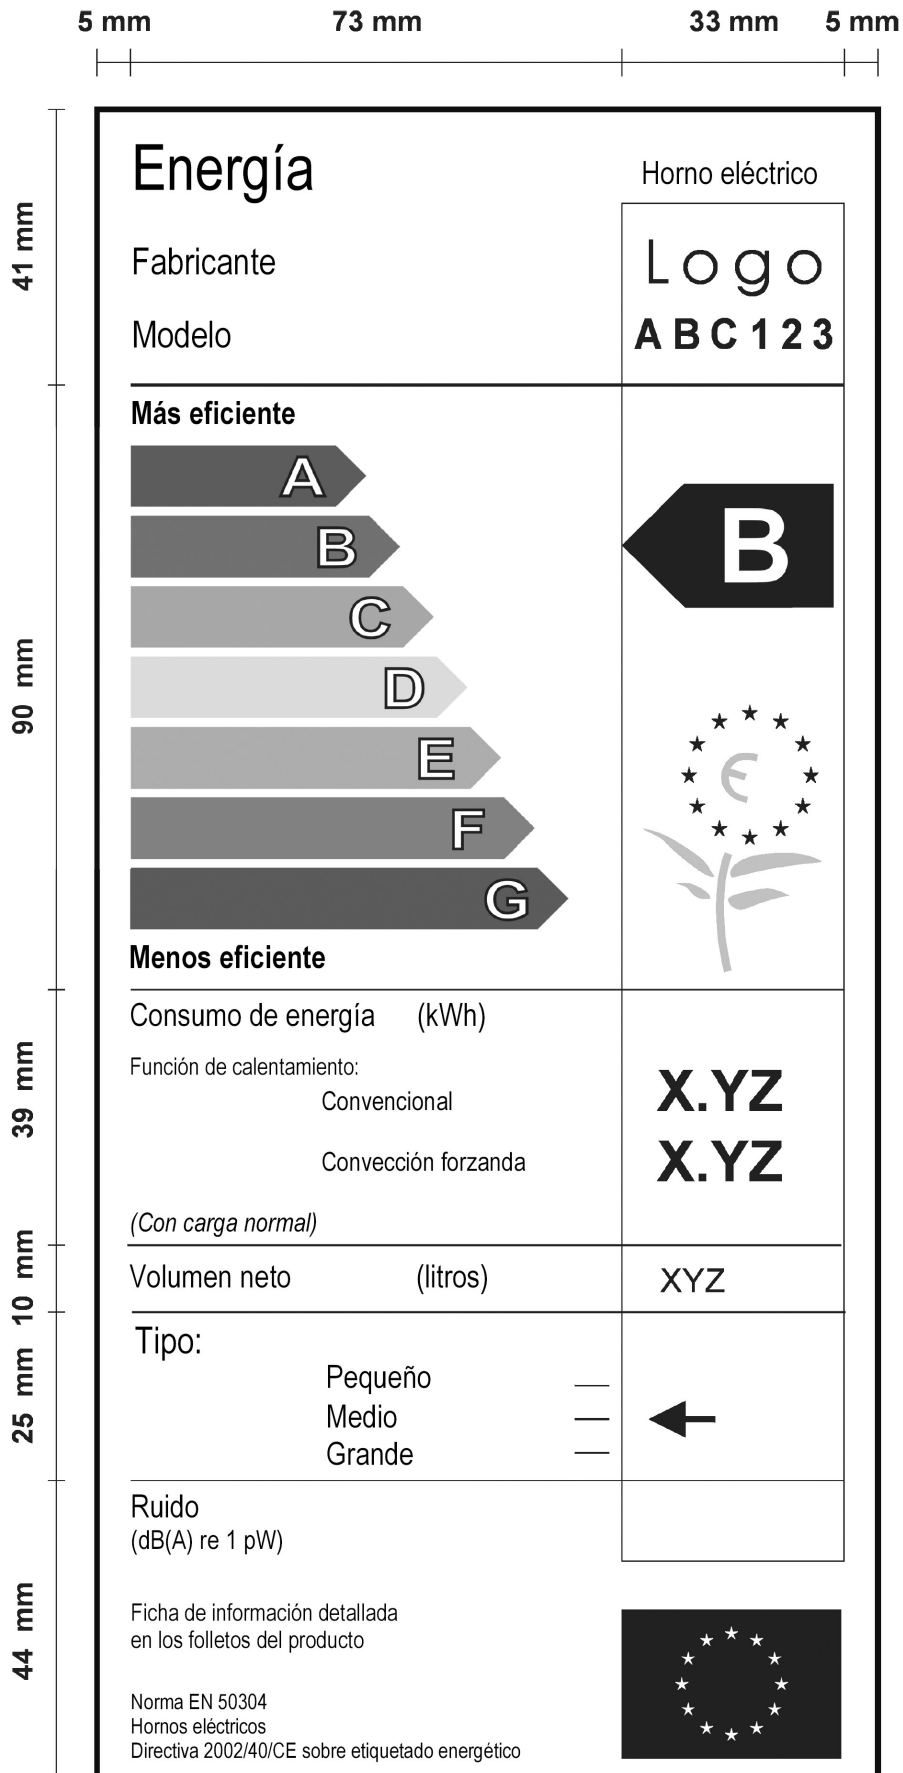 5 mm 73 mm 33 mm 5 mm
Energía
Horno eléctrico
41 mm
Fabricante
Logo
Modelo
ABC123
Más eficiente
A
B
B
C
D
90 mm
E
F
G
Menos eficiente
Consumo de energía (kWh)
Función de calentamiento:
39 mm
Convencional X.YZ
Convección forzanda X.YZ
(Con carga normal)
10 mm
Volumen neto (litros) XYZ
Tipo:
25 mm
Pequeño
Medio
Grande
Ruido
(dB(A) re 1 pW)
44 mm
Ficha de información detallada
en los folletos del producto
Norma EN 50304
Hornos eléctricos
Directiva 2002/40/CE sobre etiquetado energético